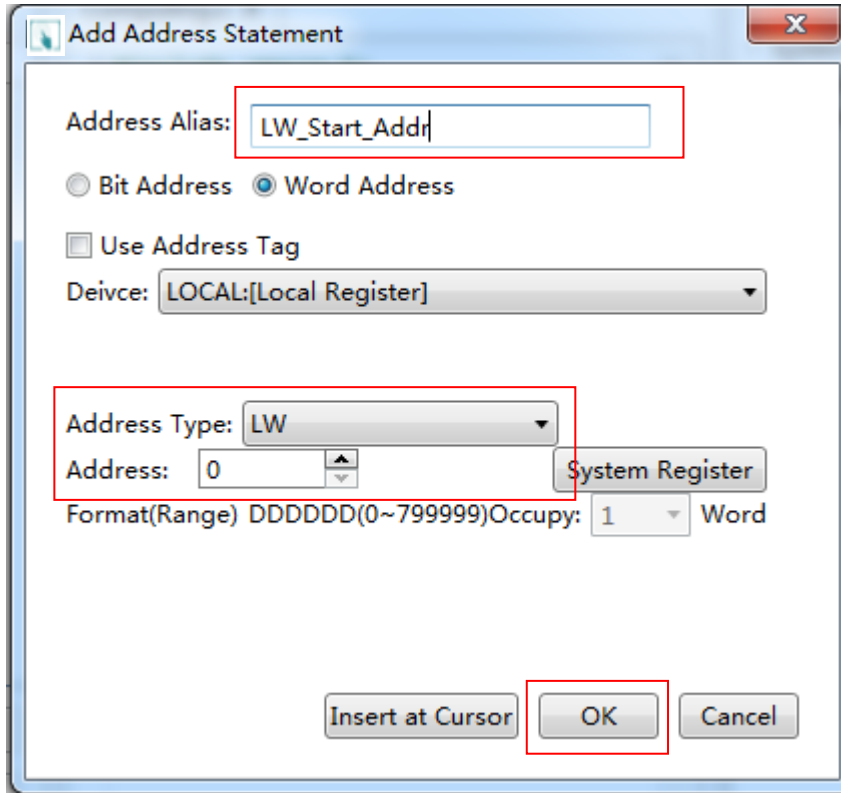 Add Address Statement
Address Alias: LW_Start_Addr
Bit Address Word Address
Use Address Tag
Deivce: LOCAL:[Local Register]
Address Type: LW
Address: 0 System Register
Format(Range) DDDDDD(0~799999)Occupy: 1 Word
Insert at Cursor OK Cancel